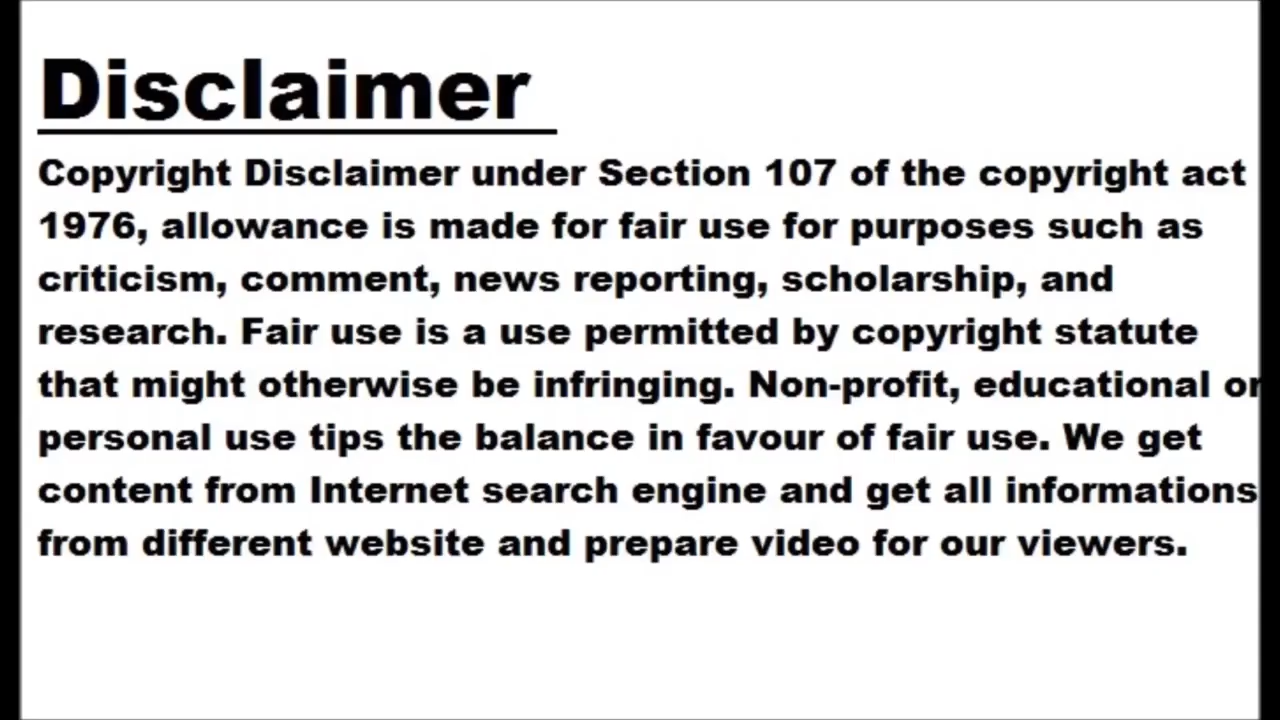 Disclaimer
Copyright Disclaimer under Section 107 of the copyright act
1976, allowance is made for fair use for purposes such as
criticism, comment, news reporting, scholarship, and
research. Fair use is a use permitted by copyright statute
that might otherwise be infringing. Non-profit, educational or
personal use tips the balance in favour of fair use. We get
content from Internet search engine and get all informations
from different website and prepare video for our viewers.